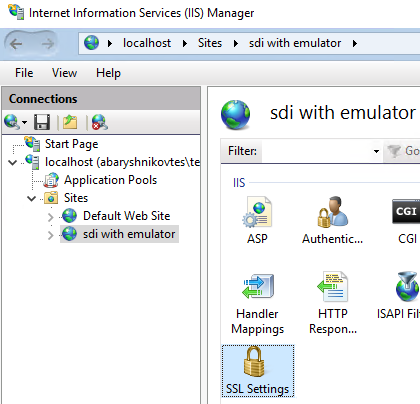 Internet Information Services (IIS) Manager
localhost
Sites
sdi with emulator
File
View
Help
Connections
Start Page
localhost (abaryshnikovtes\te
Application Pools
Sites
Default Web Site
sdi with emulator
sdi with emulator
Filter:
Go
IIS
ASP
Authentic...
CGI
Handler
Mappings
HTTP
Respon...
ISAPI Filt
SSL Settings